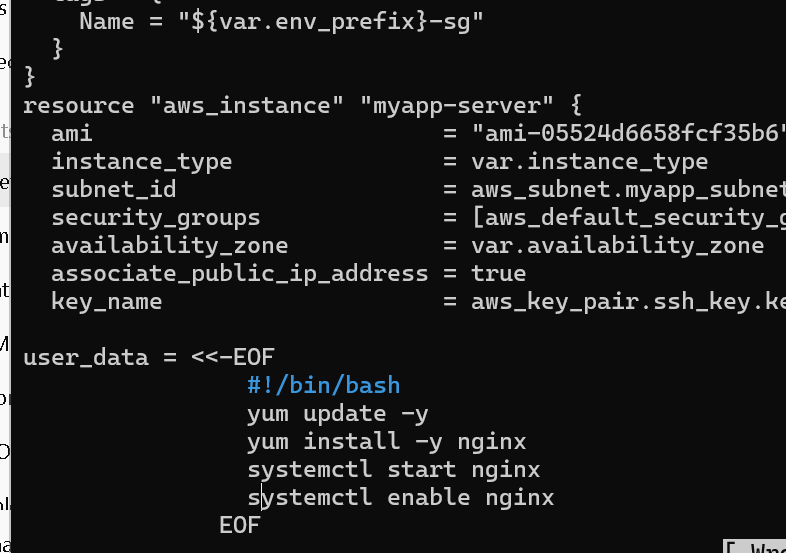 Name = "${var.env_prefix}-sg"
}
}
resource "aws_instance" "myapp-server" {
ami = "ami-05524d6658fcf35b6"
instance_type = var.instance_type
subnet_id = aws_subnet.myapp_subnet
security_groups = [aws_default_security_g
availability_zone = var.availability_zone
associate_public_ip_address = true
key_name = aws_key_pair.ssh_key.ke
user_data = <<-EOF
#!/bin/bash
yum update -y
yum install -y nginx
systemctl start nginx
systemctl enable nginx
EOF